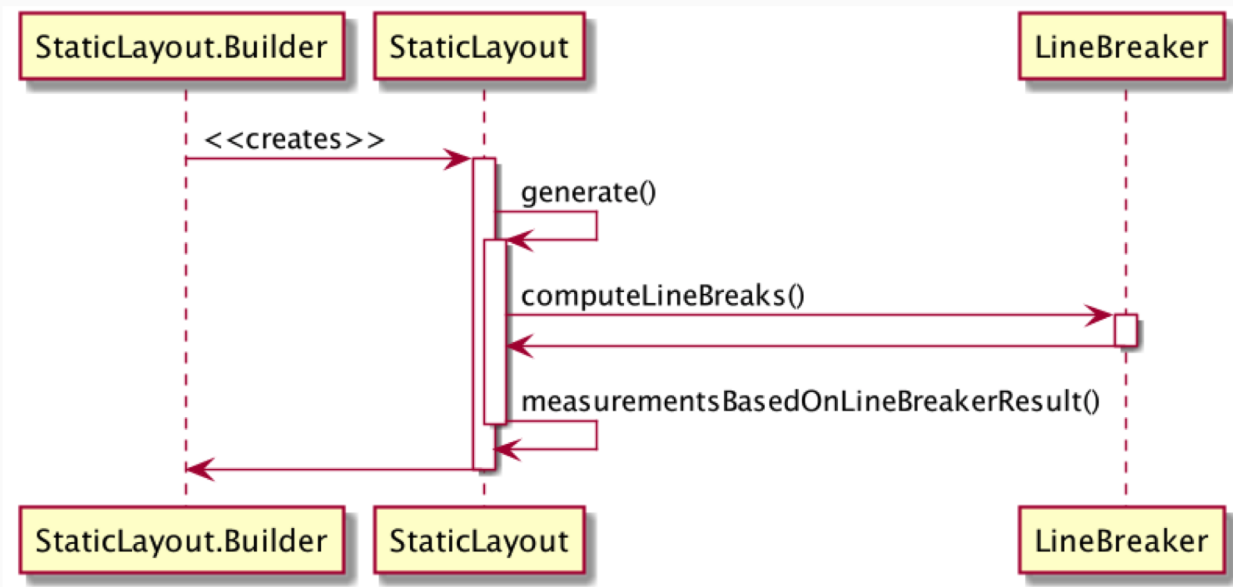 StaticLayout.Builder
StaticLayout
LineBreaker
<<creates>>
generate()
computeLineBreaks()
measurementsBasedOnLineBreakerResult()
StaticLayout.Builder
StaticLayout
LineBreaker